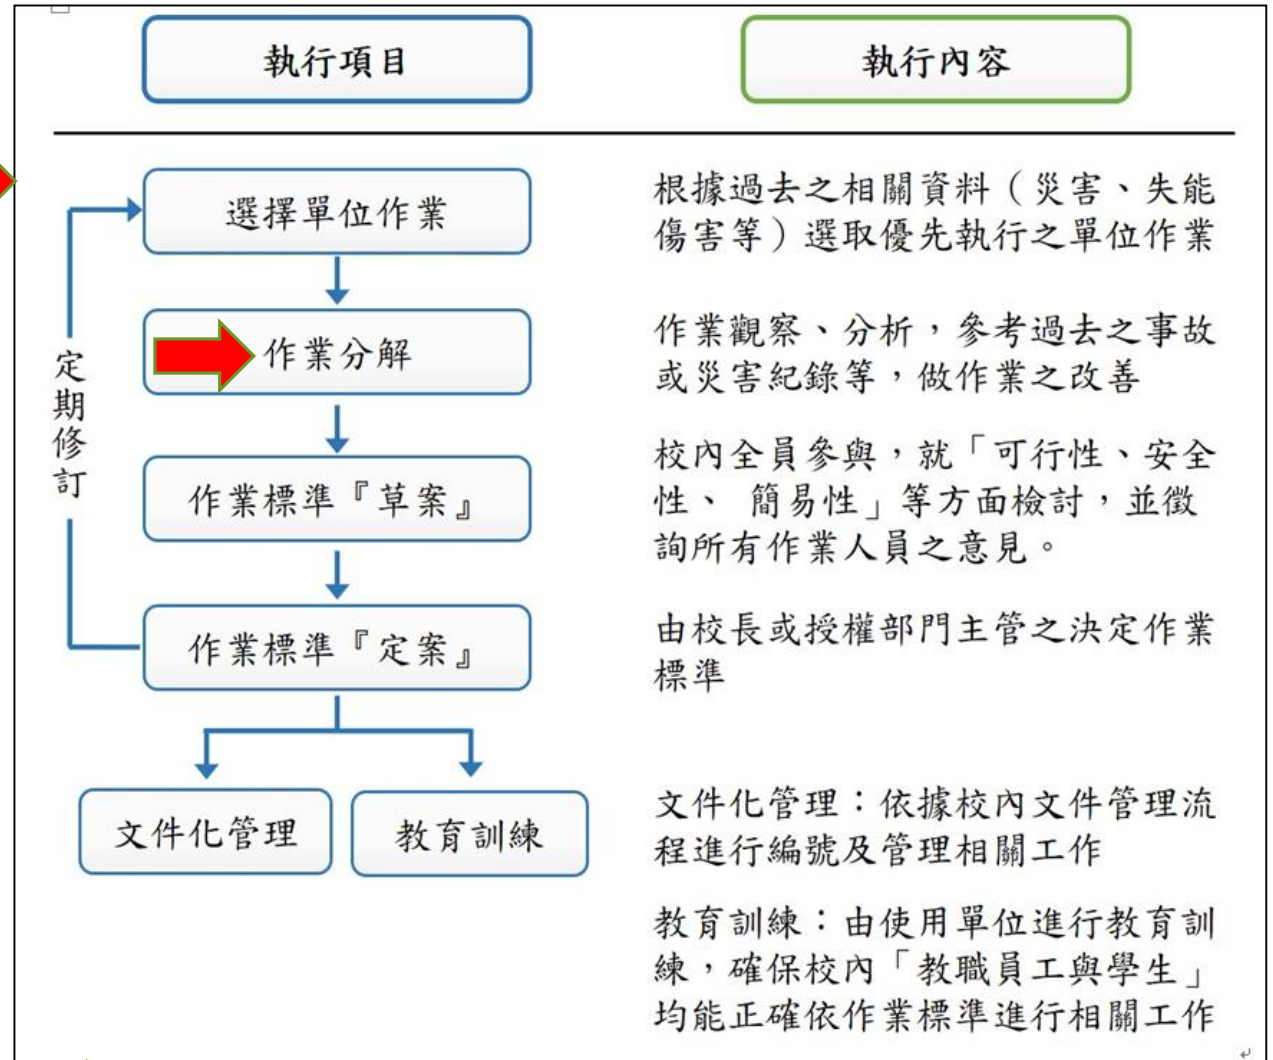 執行項目
執行內容
選擇單位作業
根據過去之相關資料（災害、失能
傷害等）選取優先執行之單位作業
作業分解
作業觀察、分析，參考過去之事故
或災害紀錄等，做作業之改善
定期修訂
作業標準『草案』
校內全員參與，就「可行性、安全
性、 簡易性」等方面檢討，並徵
詢所有作業人員之意見。
作業標準『定案』
由校長或授權部門主管之決定作業
標準
文件化管理
教育訓練
文件化管理：依據校內文件管理流
程進行編號及管理相關工作
教育訓練：由使用單位進行教育訓
練，確保校內「教職員工與學生」
均能正確依作業標準進行相關工作